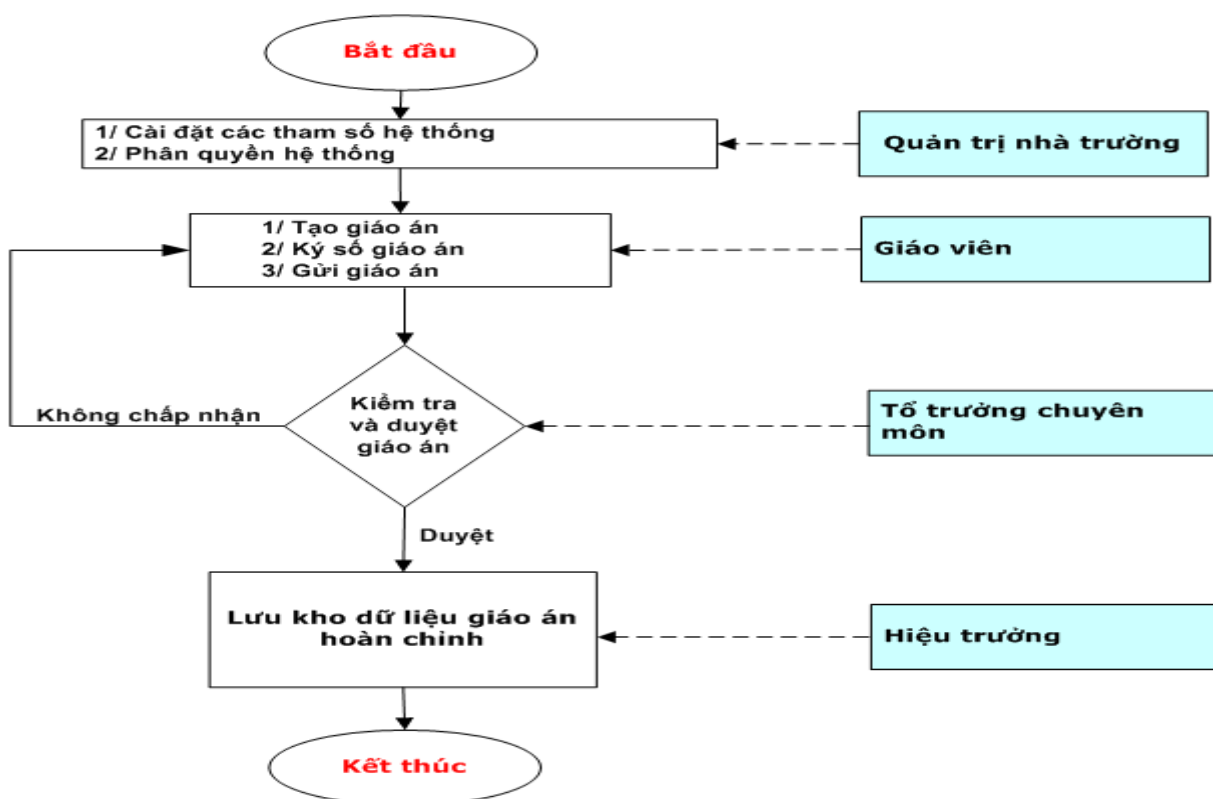 Bắt đầu
1/ Cài đặt các tham số hệ thống
2/ Phân quyền hệ thống
Quản trị nhà trường
1/ Tạo giáo án
2/ Ký số giáo án
3/ Gửi giáo án
Giáo viên
Không chấp nhận
Kiểm tra
và duyệt
giáo án
Tổ trưởng chuyên
môn
Duyệt
Lưu kho dữ liệu giáo án
hoàn chỉnh
Hiệu trưởng
Kết thúc